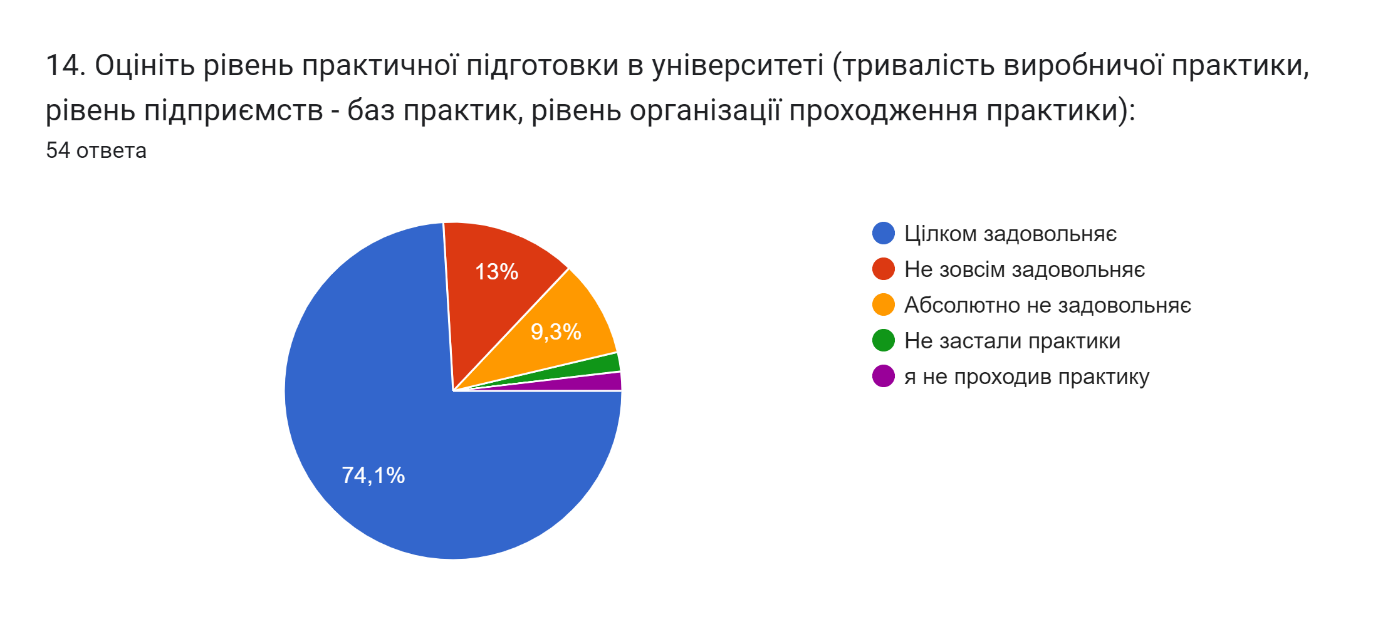 14. Оцініть рівень практичної підготовки в університеті (тривалість виробничої практики,
рівень підприємств - баз практик, рівень організації проходження практики):
54 ответа
13%
9,3%
74,1%
Цілком задовольняє
Не зовсім задовольняє
Абсолютно не задовольняє
Не застали практики
я не проходив практику